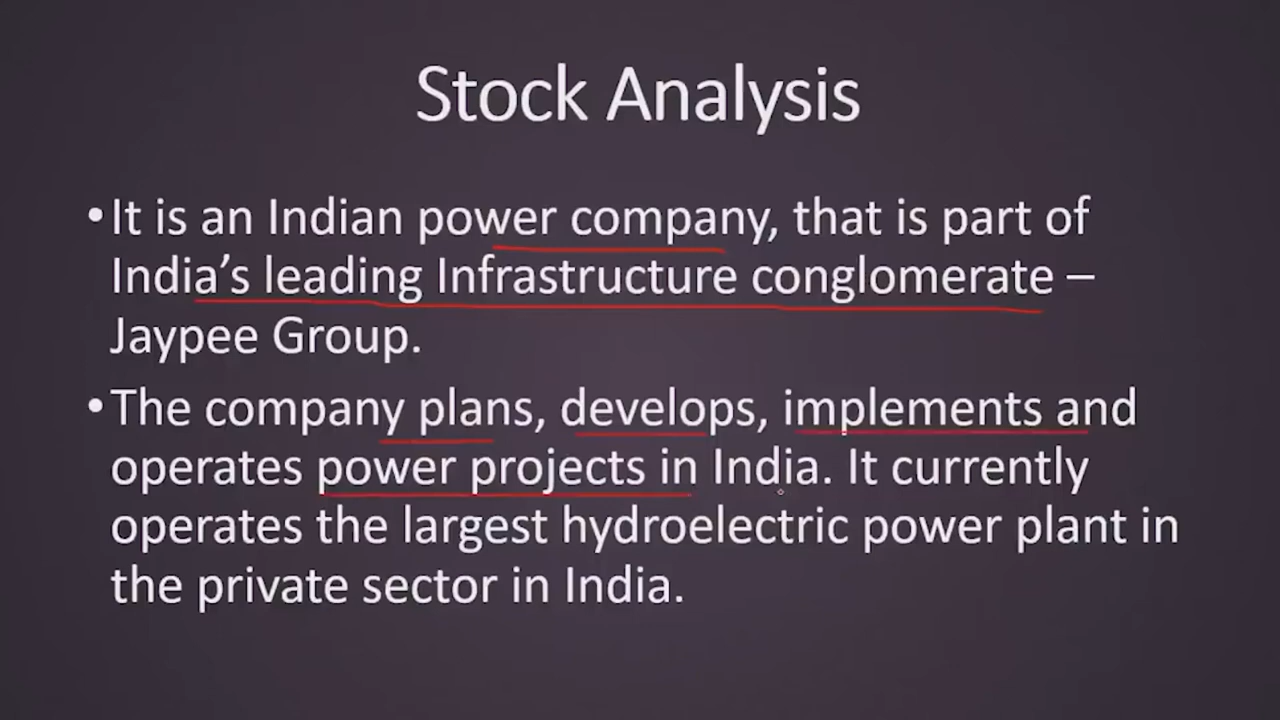 Stock Analysis
•It is an Indian power company, that is part of
India’s leading Infrastructure conglomerate –
Jaypee Group.
•The company plans, develops, implements and
operates power projects in India. It currently
operates the largest hydroelectric power plant in
the private sector in India.